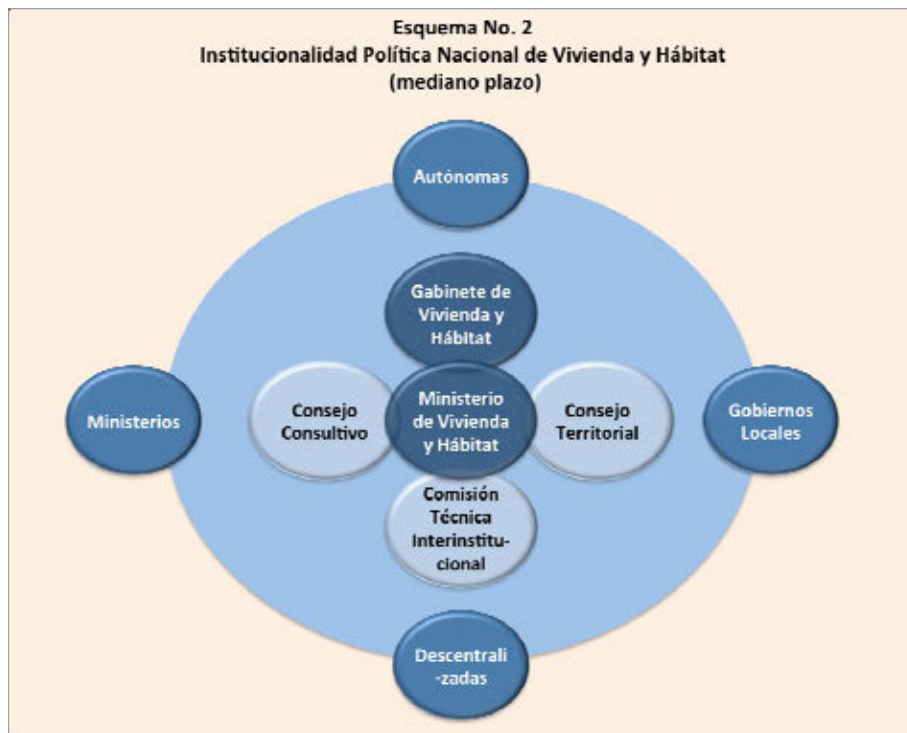 Esquema No. 2
Institucionalidad Política Nacional de Vivienda y Hábitat
(mediano plazo)
Autónomas
Gabinete de
Vivienda y
Hábitat
Ministerios
Consejo
Consultivo
Ministerio
de Vivienda
y Hábitat
Consejo
Territorial
Gobiernos
Locales
Comisión
Técnica
Interinstitu-
cional
Descentrali
-zadas